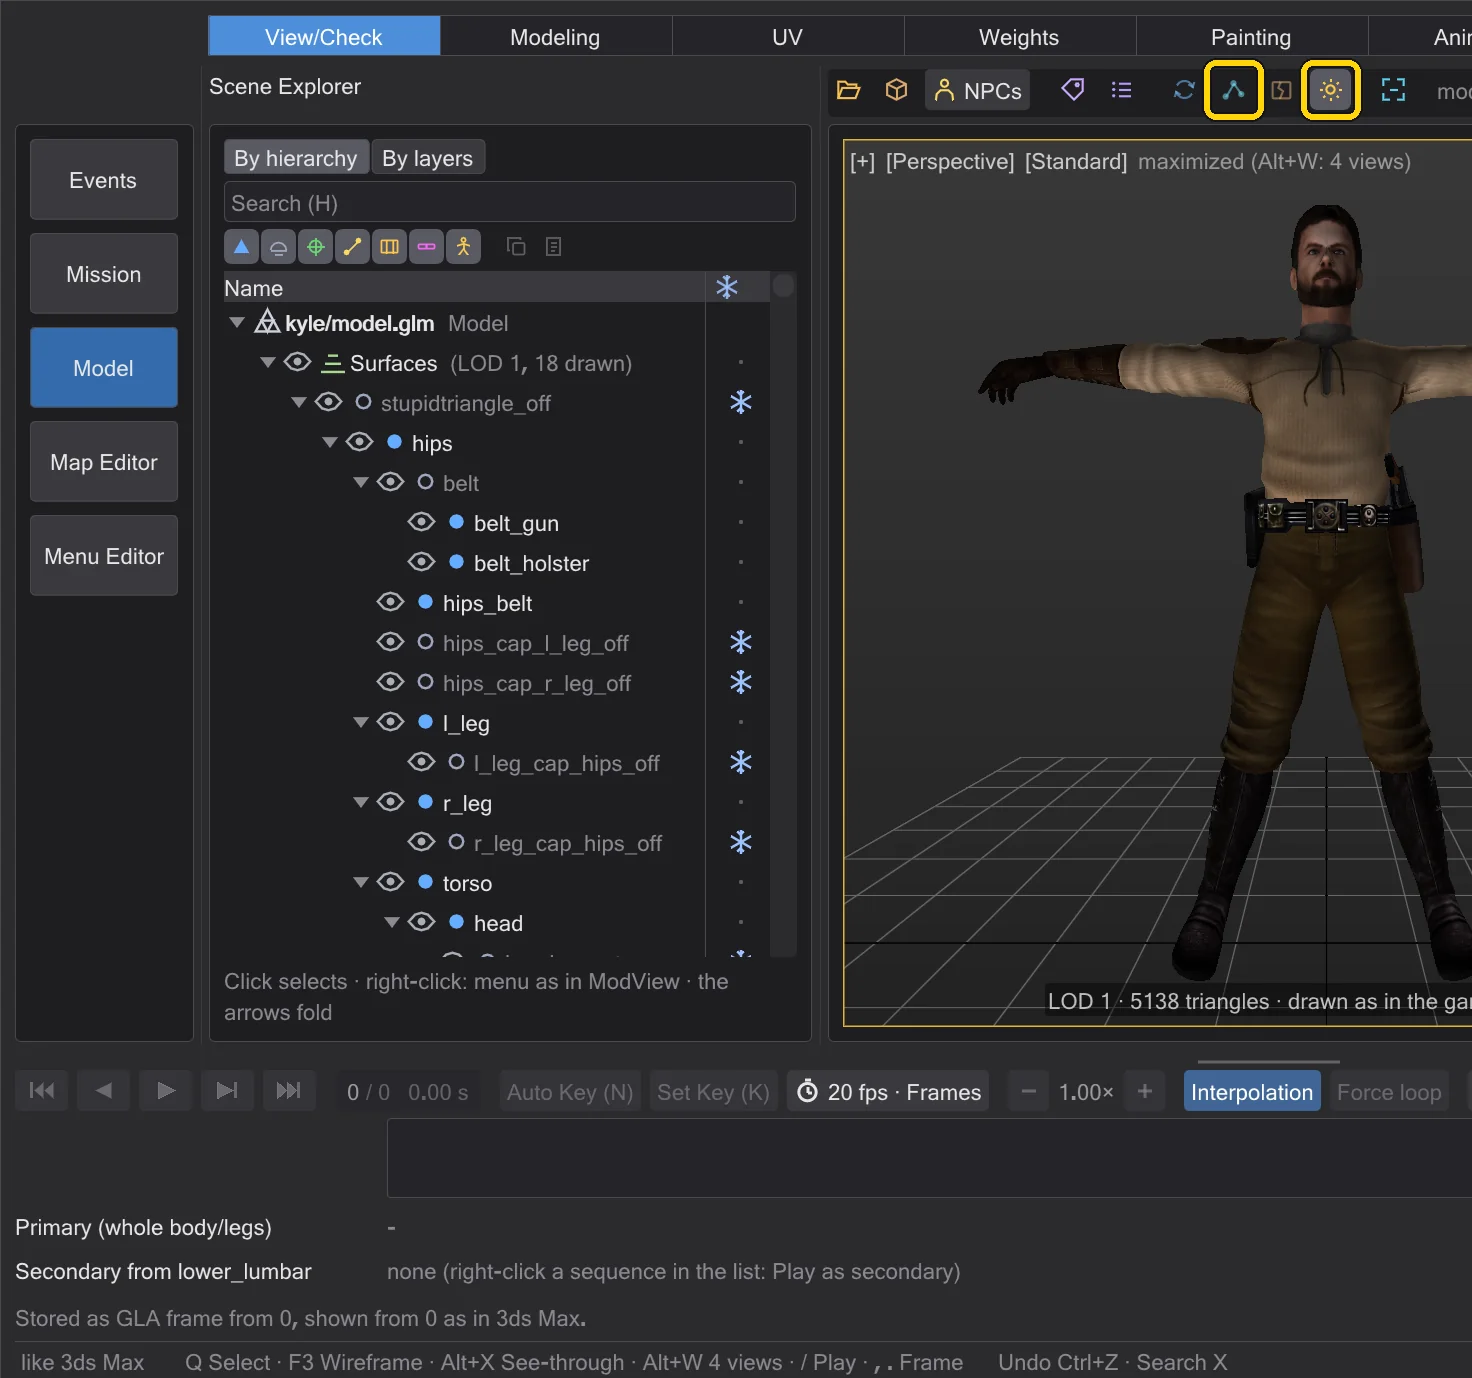 View/Check
Modeling
UV
Weights
Painting
Scene Explorer
NPCs
Events
Mission
Model
Map Editor
Menu Editor
By hierarchy
By layers
Search (H)
Name
kyle/model.glm Model
Surfaces (LOD 1, 18 drawn)
stupidtriangle_off
hips
belt
belt_gun
belt_holster
hips_belt
hips_cap_l_leg_off
hips_cap_r_leg_off
l_leg
l_leg_cap_hips_off
r_leg
r_leg_cap_hips_off
torso
head
Click selects · right-click: menu as in ModView · the
arrows fold
[+] [Perspective] [Standard] maximized (Alt+W: 4 views)
LOD 1 · 5138 triangles · drawn as in the
0 / 0 0.00 s
Auto Key (N)
Set Key (K)
20 fps · Frames
− 1.00× +
Interpolation
Force loop
Primary (whole body/legs) -
Secondary from lower_lumbar none (right-click a sequence in the list: Play as secondary)
Stored as GLA frame from 0, shown from 0 as in 3ds Max.
like 3ds Max Q Select · F3 Wireframe · Alt+X See-through · Alt+W 4 views · / Play · , . Frame Undo Ctrl+Z · Search X